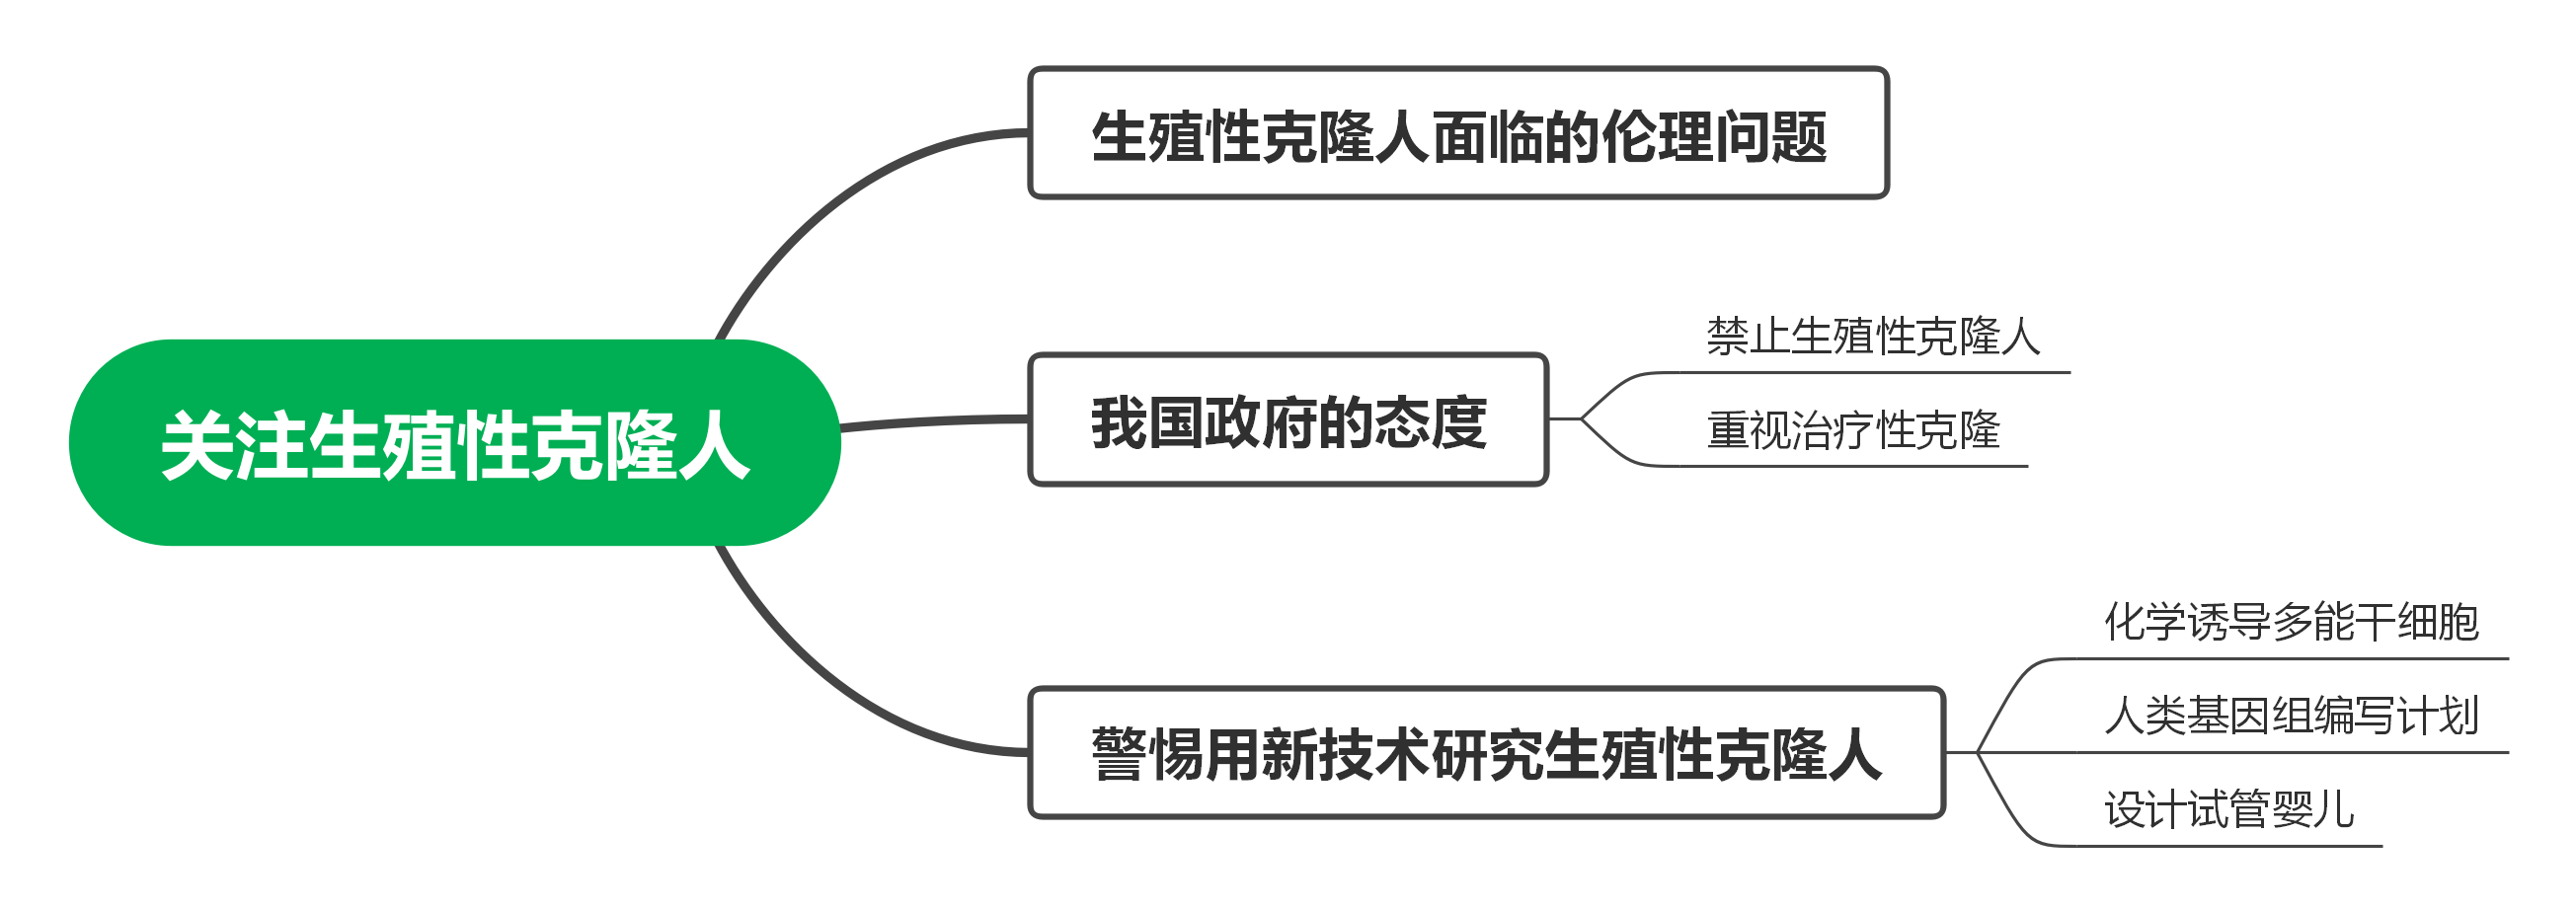 关注生殖性克隆人
生殖性克隆人面临的伦理问题
我国政府的态度
禁止生殖性克隆人
重视治疗性克隆
警惕用新技术研究生殖性克隆人
化学诱导多能干细胞
人类基因组编写计划
设计试管婴儿